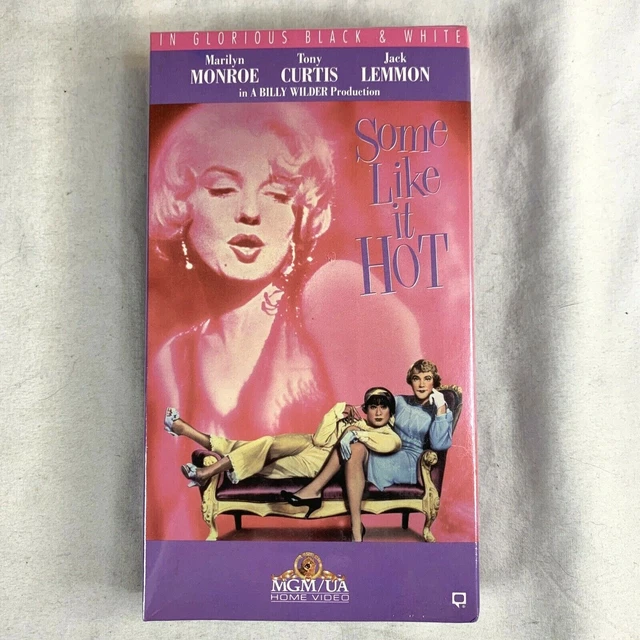 IN GLORIOUS BLACK & WHITE
Marilyn Tony Jack
MONROE CURTIS LEMMON
in A BILLY WILDER Production
Some
Like
it
HOT
MGM/UA
HOME VIDEO